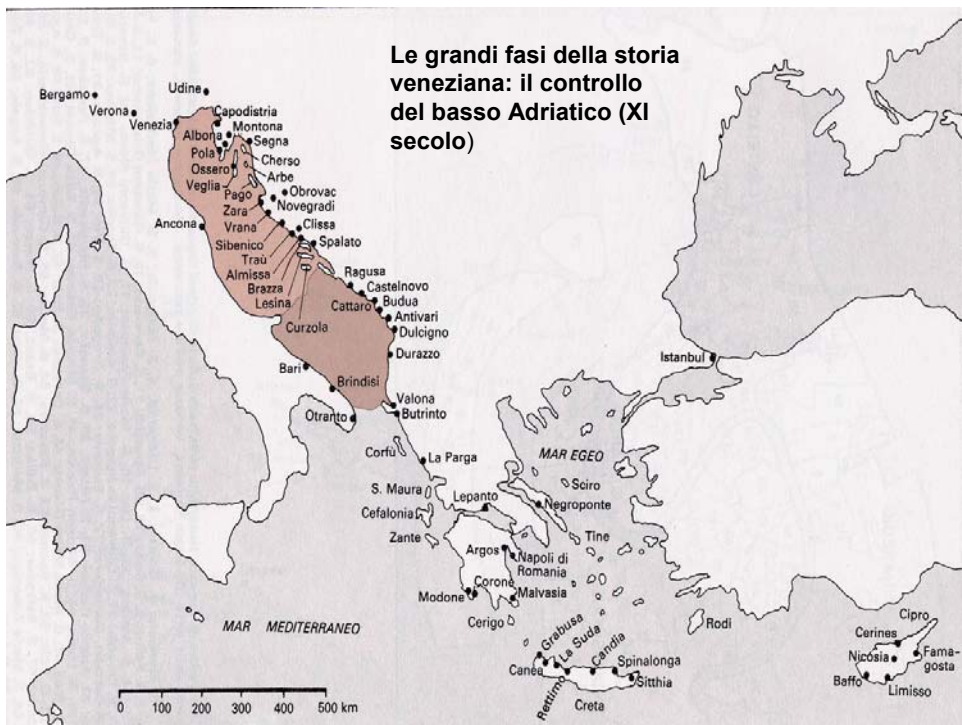 Le grandi fasi della storia
veneziana: il controllo
del basso Adriatico (XI
secolo)
Bergamo
Verona
Udine
Venezia
Capodistria
Albona
Montona
Pola
Segna
Ossero
Cherso
Veglia
Arbe
Pago
Obrovac
Zara
Novegradi
Vrana
Ancona
Clissa
Sibenico
Spalato
Traù
Almissa
Brazza
Lesina
Ragusa
Castelnovo
Cattaro
Budua
Curzola
Antivari
Dulcigno
Durazzo
Istanbul
Bari
Brindisi
Valona
Otranto
Butrinto
Corfù
La Parga
MAR EGEO
S. Maura
Lepanto
Sciro
Negroponte
Cefalonia
Zante
Tine
Argos
Napoli di
Romania
Corone
Modone
Malvasia
Cerigo
Rodi
MAR MEDITERRANEO
Grabusa
La Suda
Candia
Canea
Spinalonga
Rettimo
Sitthia
Creta
Cipro
Cerines
Nicosia
Fama-
gosta
Baffo
Limisso
0 100 200 300 400 500 km